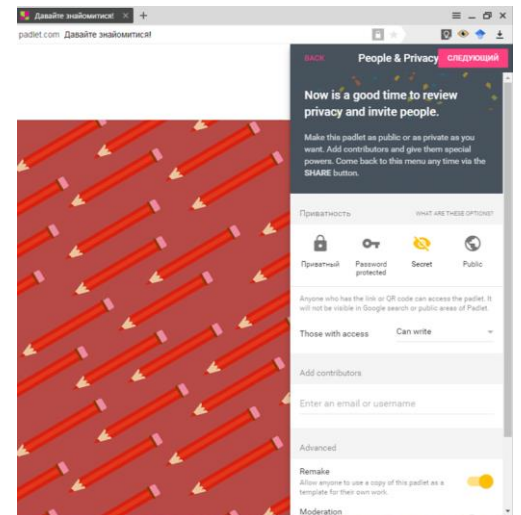 Давайте знайомитися!
padlet.com Давайте знайомитися!
BACK People & Privacy СЛЕДУЮЩИЙ
Now is a good time to review
privacy and invite
people.
Make this padlet as public or as private as you
want. Add contributors and give them special
powers. Come back to this menu any time via the
SHARE button.
Приватность WHAT ARE THESE OPTIONS?
Приватный Password protected Secret Public
Anyone who has the link or QR code can access the padlet. It
will not be visible in Google search or public areas of Padlet.
Those with access Can write
Add contributors
Enter an email or username
Advanced
Remake
Allow anyone to use a copy of this padlet as a
template for their own work.
Moderation